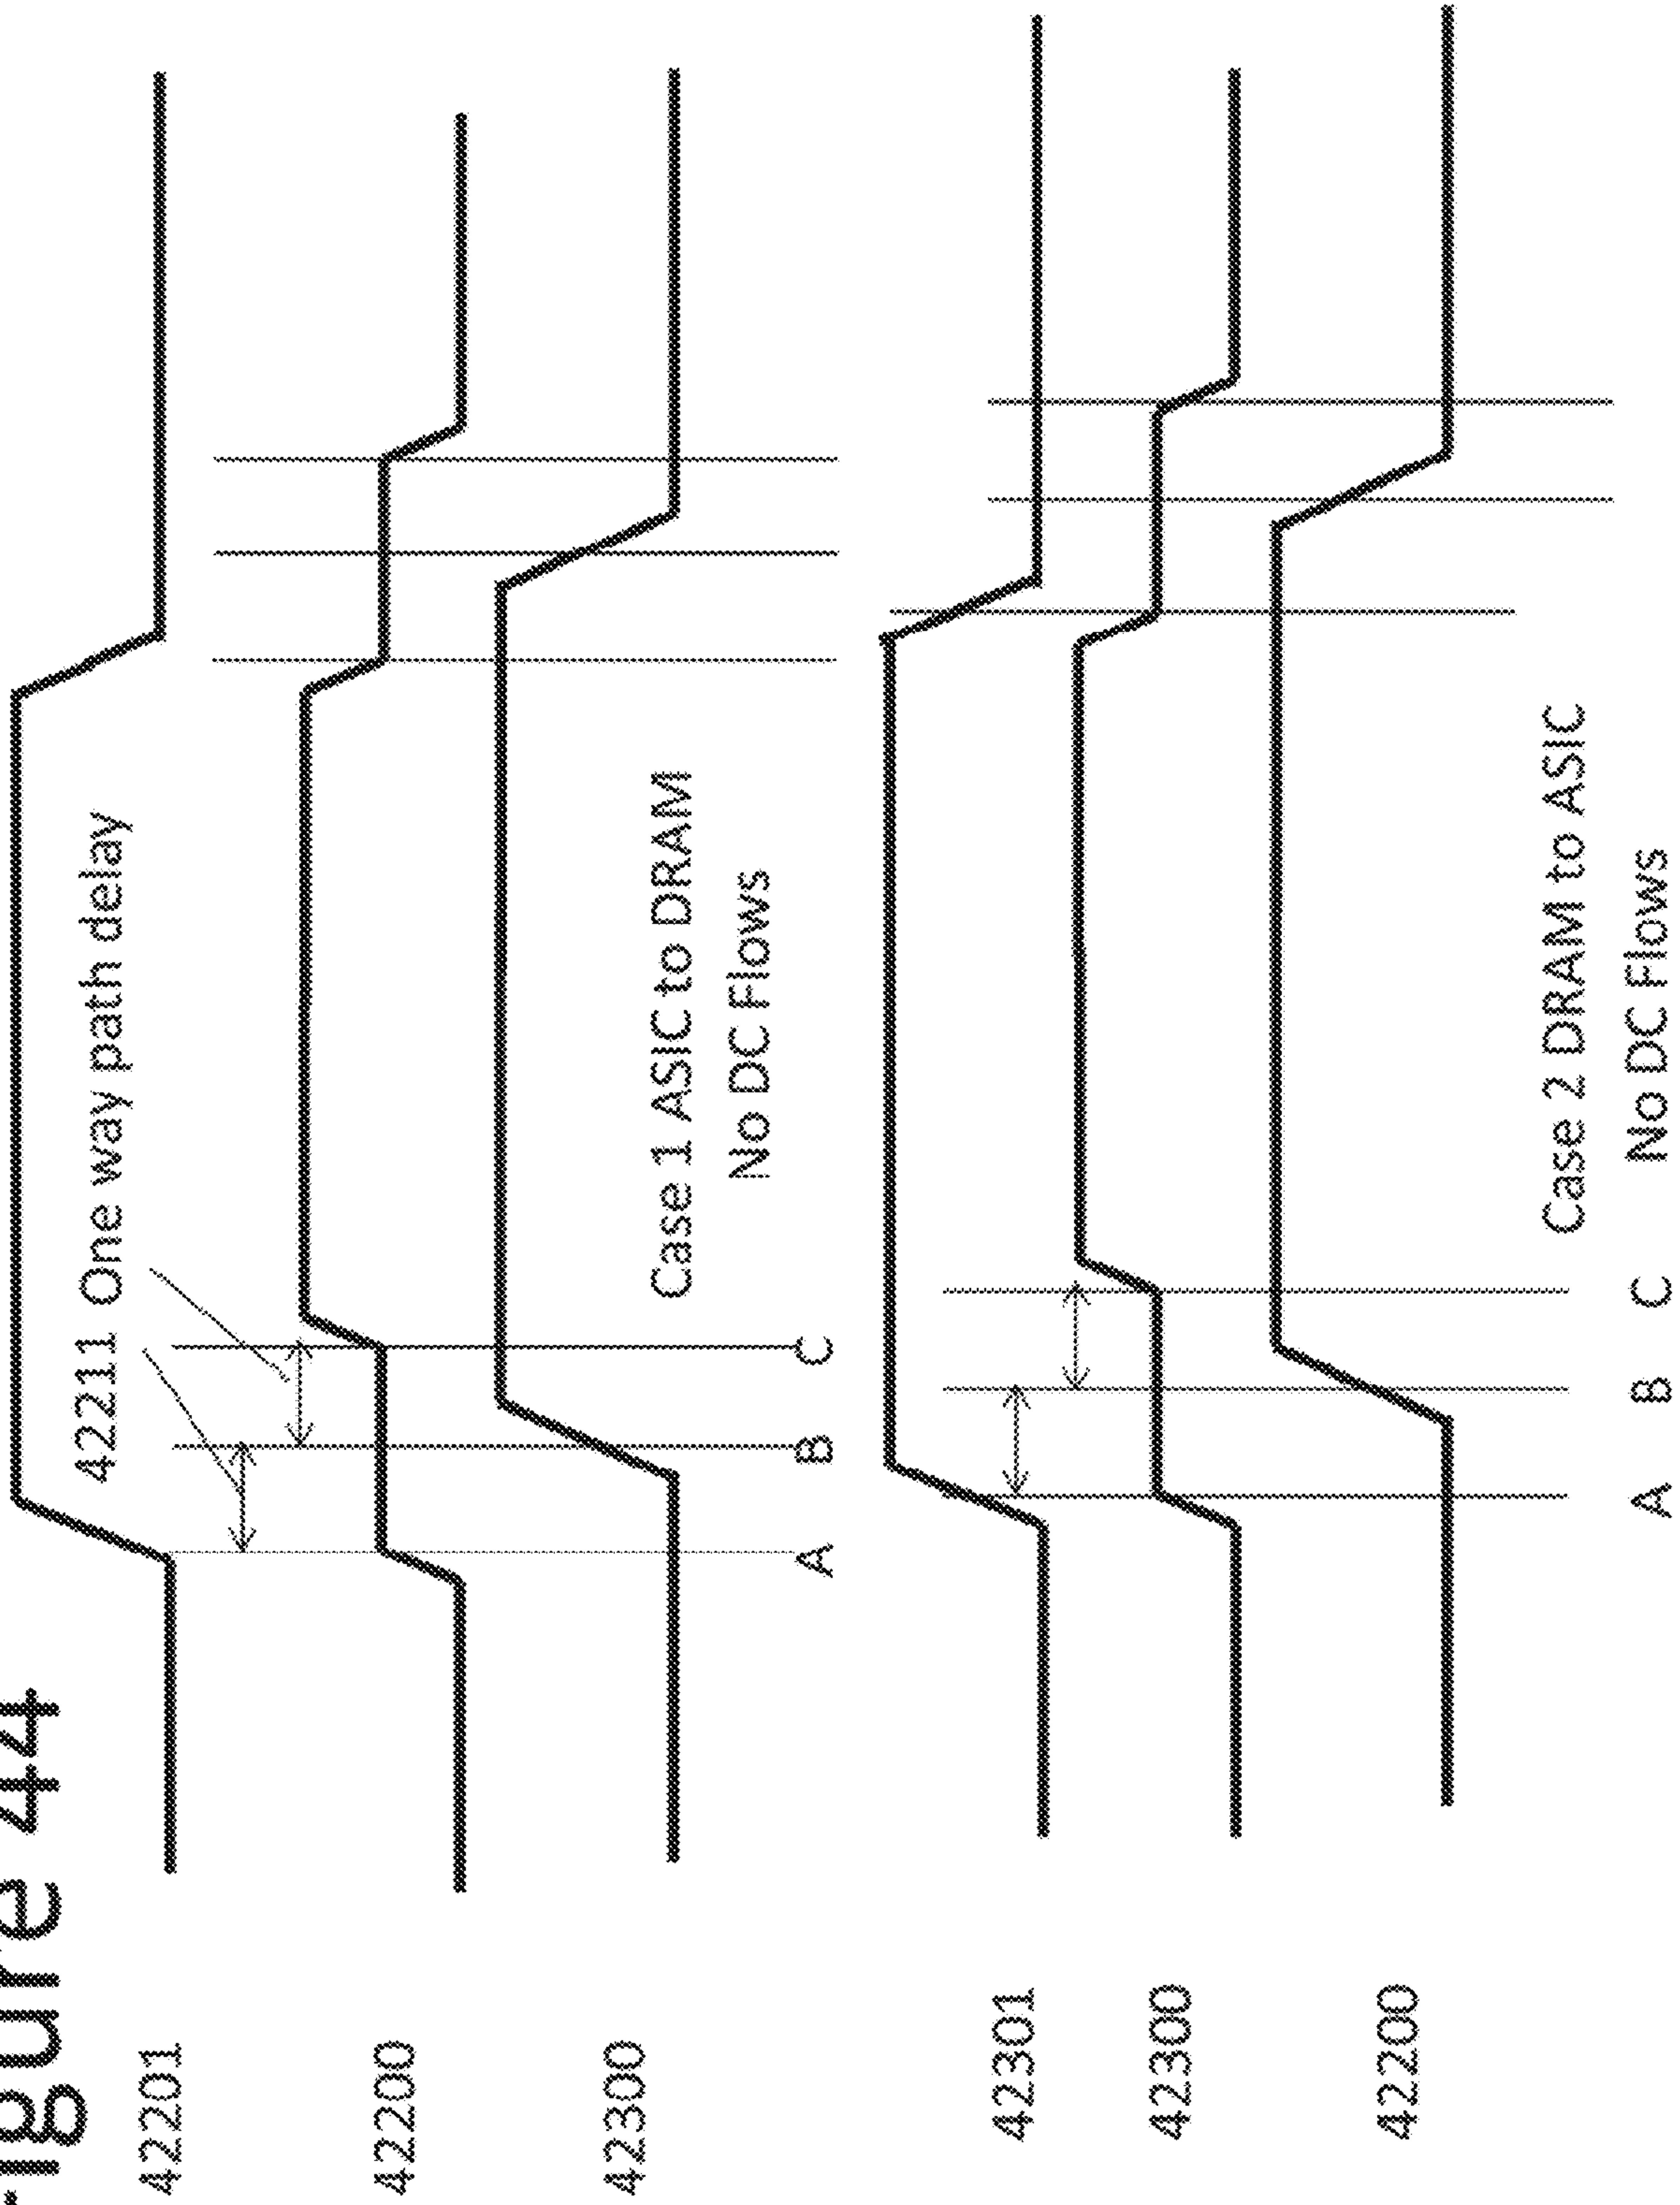 Figure 44
42211 One way path delay
42201
42200
42300
Case 1 ASIC to DRAM
No DC Flows
A B C
42301
42300
42200
Case 2 DRAM to ASIC
No DC Flows
A B C